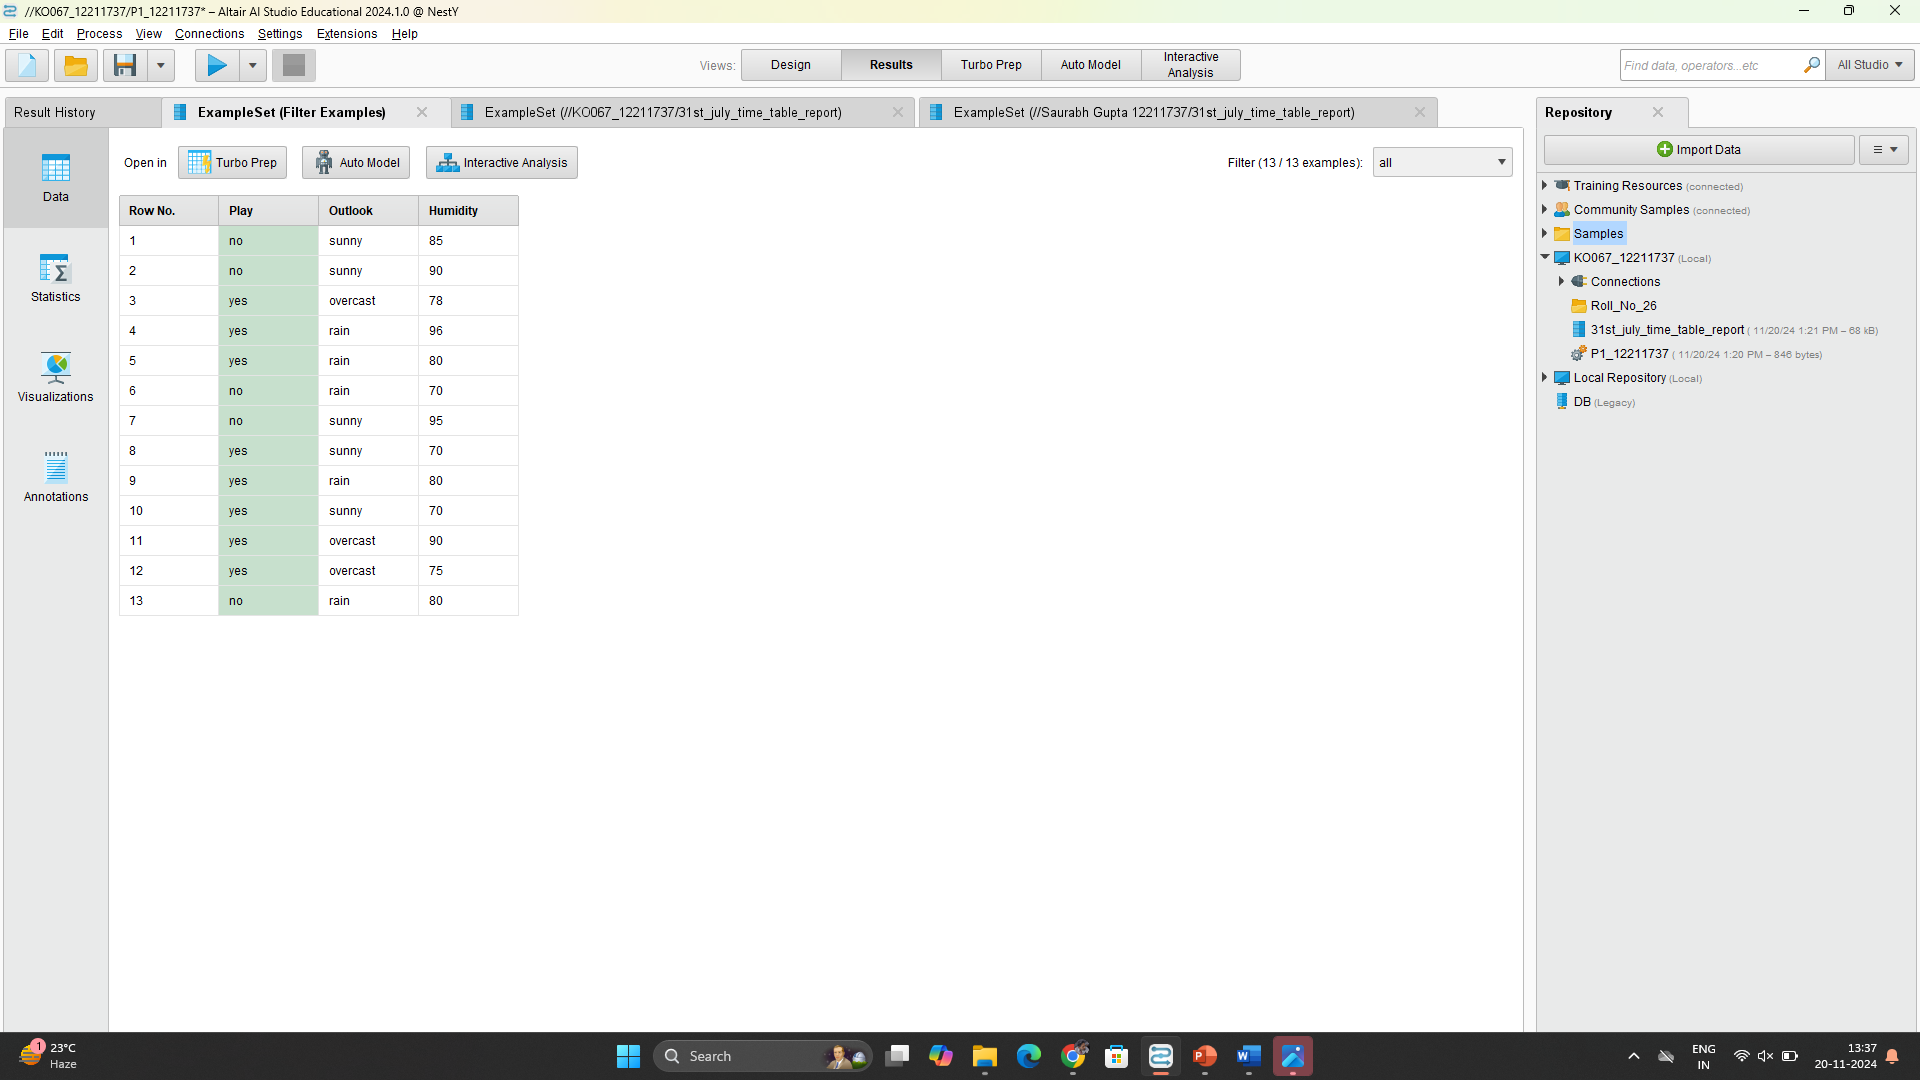 //KO067_12211737/P1_12211737* – Altair AI Studio Educational 2024.1.0 @ NestY
File Edit Process View Connections Settings Extensions Help
Views: Design Results Turbo Prep Auto Model Interactive Analysis
Find data, operators...etc All Studio
Result History ExampleSet (Filter Examples) ExampleSet (//KO067_12211737/31st_july_time_table_report) ExampleSet (//Saurabh Gupta 12211737/31st_july_time_table_report)
Data
Statistics
Visualizations
Annotations
Open in Turbo Prep Auto Model Interactive Analysis Filter (13 / 13 examples): all
Row No. Play Outlook Humidity
1 no sunny 85
2 no sunny 90
3 yes overcast 78
4 yes rain 96
5 yes rain 80
6 no rain 70
7 no sunny 95
8 yes sunny 70
9 yes rain 80
10 yes sunny 70
11 yes overcast 90
12 yes overcast 75
13 no rain 80
Repository
Import Data
Training Resources (connected)
Community Samples (connected)
Samples
KO067_12211737 (Local)
Connections
Roll_No_26
31st_july_time_table_report ( 11/20/24 1:21 PM – 68 kB)
P1_12211737 ( 11/20/24 1:20 PM – 846 bytes)
Local Repository (Local)
DB (Legacy)
1
23°C
Haze
Search
ENG
IN
13:37
20-11-2024